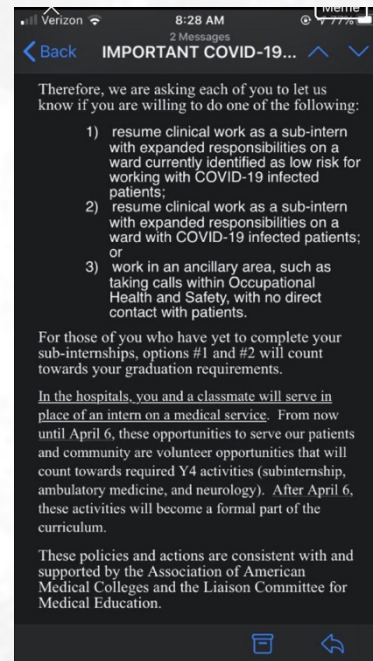 Meme
Verizon 8:28 AM 77%
2 Messages
Back IMPORTANT COVID-19...
Therefore, we are asking each of you to let us
know if you are willing to do one of the following:
1) resume clinical work as a sub-intern
with expanded responsibilities on a
ward currently identified as low risk for
working with COVID-19 infected
patients;
2) resume clinical work as a sub-intern
with expanded responsibilities on a
ward with COVID-19 infected patients;
or
3) work in an ancillary area, such as
taking calls within Occupational
Health and Safety, with no direct
contact with patients.
For those of you who have yet to complete your
sub-internships, options #1 and #2 will count
towards your graduation requirements.
In the hospitals, you and a classmate will serve in
place of an intern on a medical service. From now
until April 6, these opportunities to serve our patients
and community are volunteer opportunities that will
count towards required Y4 activities (subinternship,
ambulatory medicine, and neurology). After April 6,
these activities will become a formal part of the
curriculum.
These policies and actions are consistent with and
supported by the Association of American
Medical Colleges and the Liaison Committee for
Medical Education.